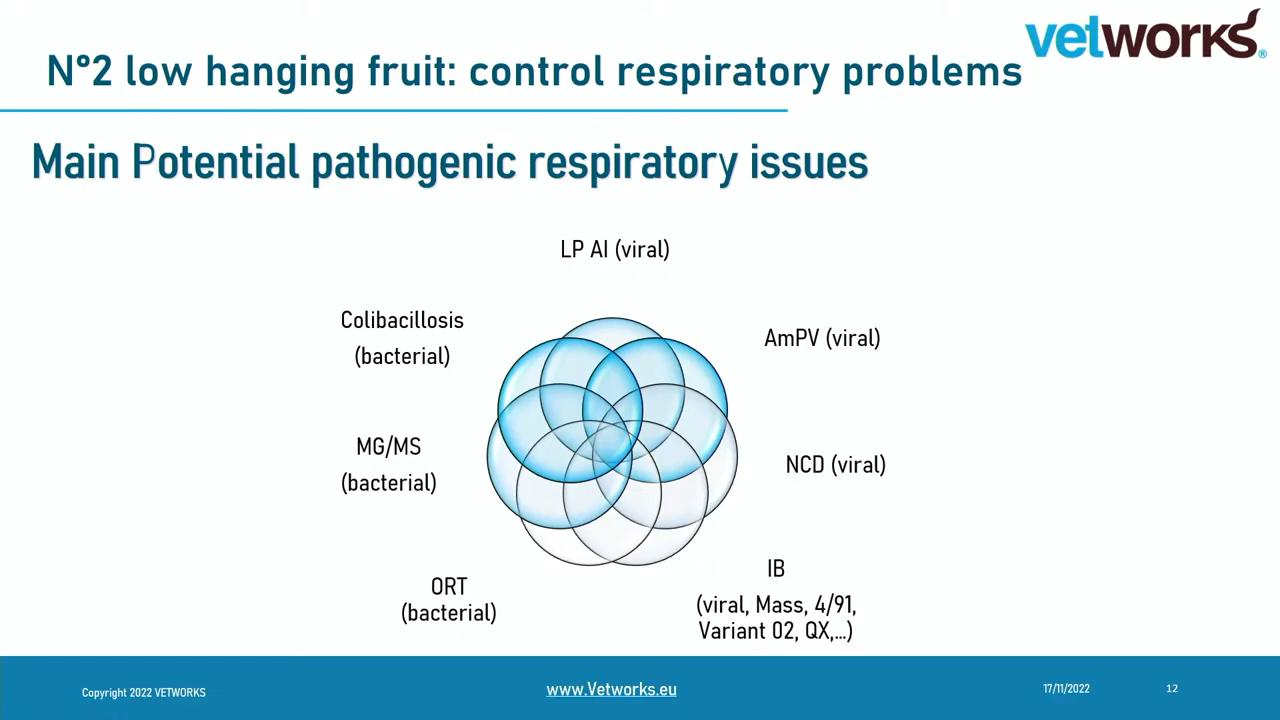 vetworks®
N°2 low hanging fruit: control respiratory problems
Main Potential pathogenic respiratory issues
LP AI (viral)
Colibacillosis
(bacterial)
AmPV (viral)
MG/MS
(bacterial)
NCD (viral)
ORT
(bacterial)
IB
(viral, Mass, 4/91,
Variant 02, QX,...)
Copyright 2022 VETWORKS
www.Vetworks.eu
17/11/2022
12